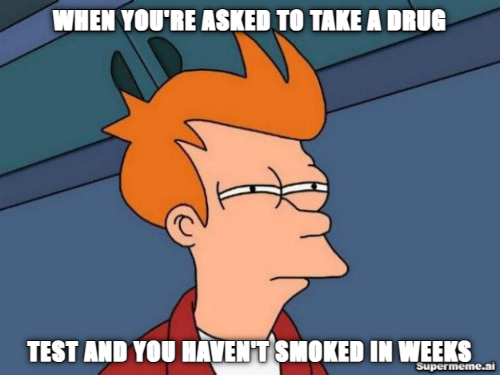 WHEN YOU'RE ASKED TO TAKE A DRUG
TEST AND YOU HAVEN'T SMOKED IN WEEKS
Supermeme.ai